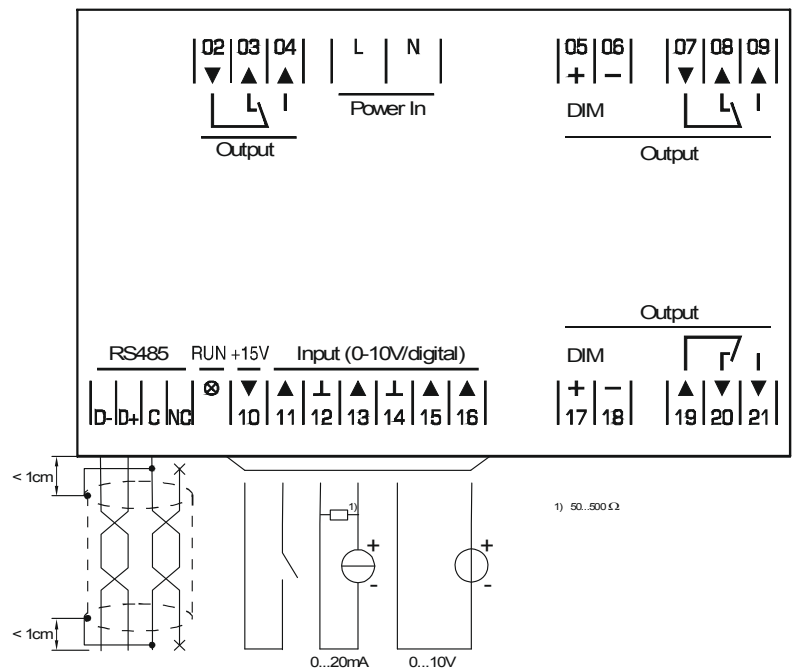 02 03 04 L N 05 06 07 08 09
+ −
Power In DIM
Output Output
Output
RS485 RUN +15V Input (0-10V/digital) DIM
+ −
D- D+ C NC 10 11 12 13 14 15 16 17 18 19 20 21
< 1cm
1) 1) 50...500 Ω
+ +
- -
< 1cm
0...20mA 0...10V